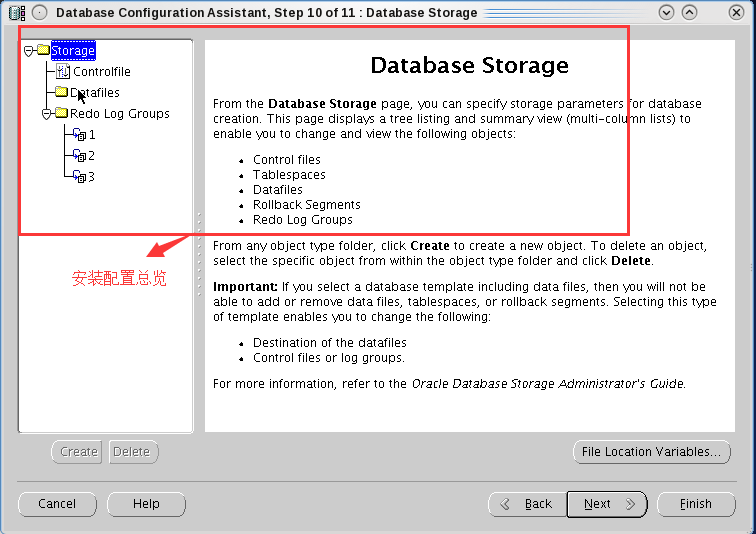 Database Configuration Assistant, Step 10 of 11 : Database Storage
Storage
Controlfile
Datafiles
Redo Log Groups
1
2
3
安装配置总览
Database Storage
From the Database Storage page, you can specify storage parameters for database
creation. This page displays a tree listing and summary view (multi-column lists) to
enable you to change and view the following objects:
• Control files
• Tablespaces
• Datafiles
• Rollback Segments
• Redo Log Groups
From any object type folder, click Create to create a new object. To delete an object,
select the specific object from within the object type folder and click Delete.
Important: If you select a database template including data files, then you will not be
able to add or remove data files, tablespaces, or rollback segments. Selecting this type
of template enables you to change the following:
• Destination of the datafiles
• Control files or log groups.
For more information, refer to the Oracle Database Storage Administrator's Guide.
Create Delete
File Location Variables...
Cancel Help Back Next Finish